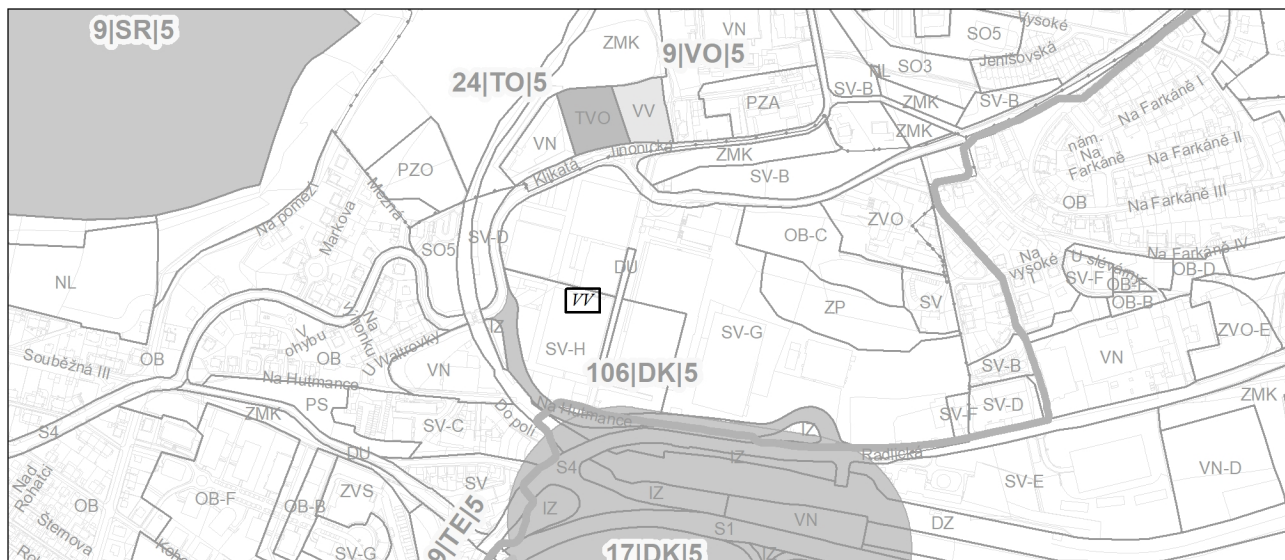 9|SR|5
ZMK
VN
9|VO|5
SO5
Vysoké
Jenišovská
24|TO|5
NL
SO3
SV-B
PZA
ZMK
SV-B
Na Farkáně I
TVO
VV
VN
Jinonická
ZMK
nám.
Na
Farkáně
Na Farkáně II
Klikatá
ZMK
SV-B
PZO
Mezná
Na Farkáně III
OB
Na pomezí
Markova
ZVO
SO5
SV-D
OB-C
Na Farkáně IV
DU
Na
vysoké
I
U slévárny
SV-F
OB-D
OB-F
OB-B
NL
VV
ZP
SV
IZ
V
ohybu
Na
Výhonku
U Waltrovky
SV-H
SV-G
ZVO-E
OB
OB
SV-B
VN
Souběžná III
VN
Na Hutmance
106|DK|5
ZMK
PS
Na Hutmance
SV-F
SV-D
ZMK
S4
SV-C
Do polí
IZ
Radlická
DU
S4
IZ
SV-E
VN-D
Nad
OB
OB-F
OB-B
ZVS
SV
IZ
VN
Štemova
9|TE|5
S1
DZ
SV-G
17|DK|5
IZ